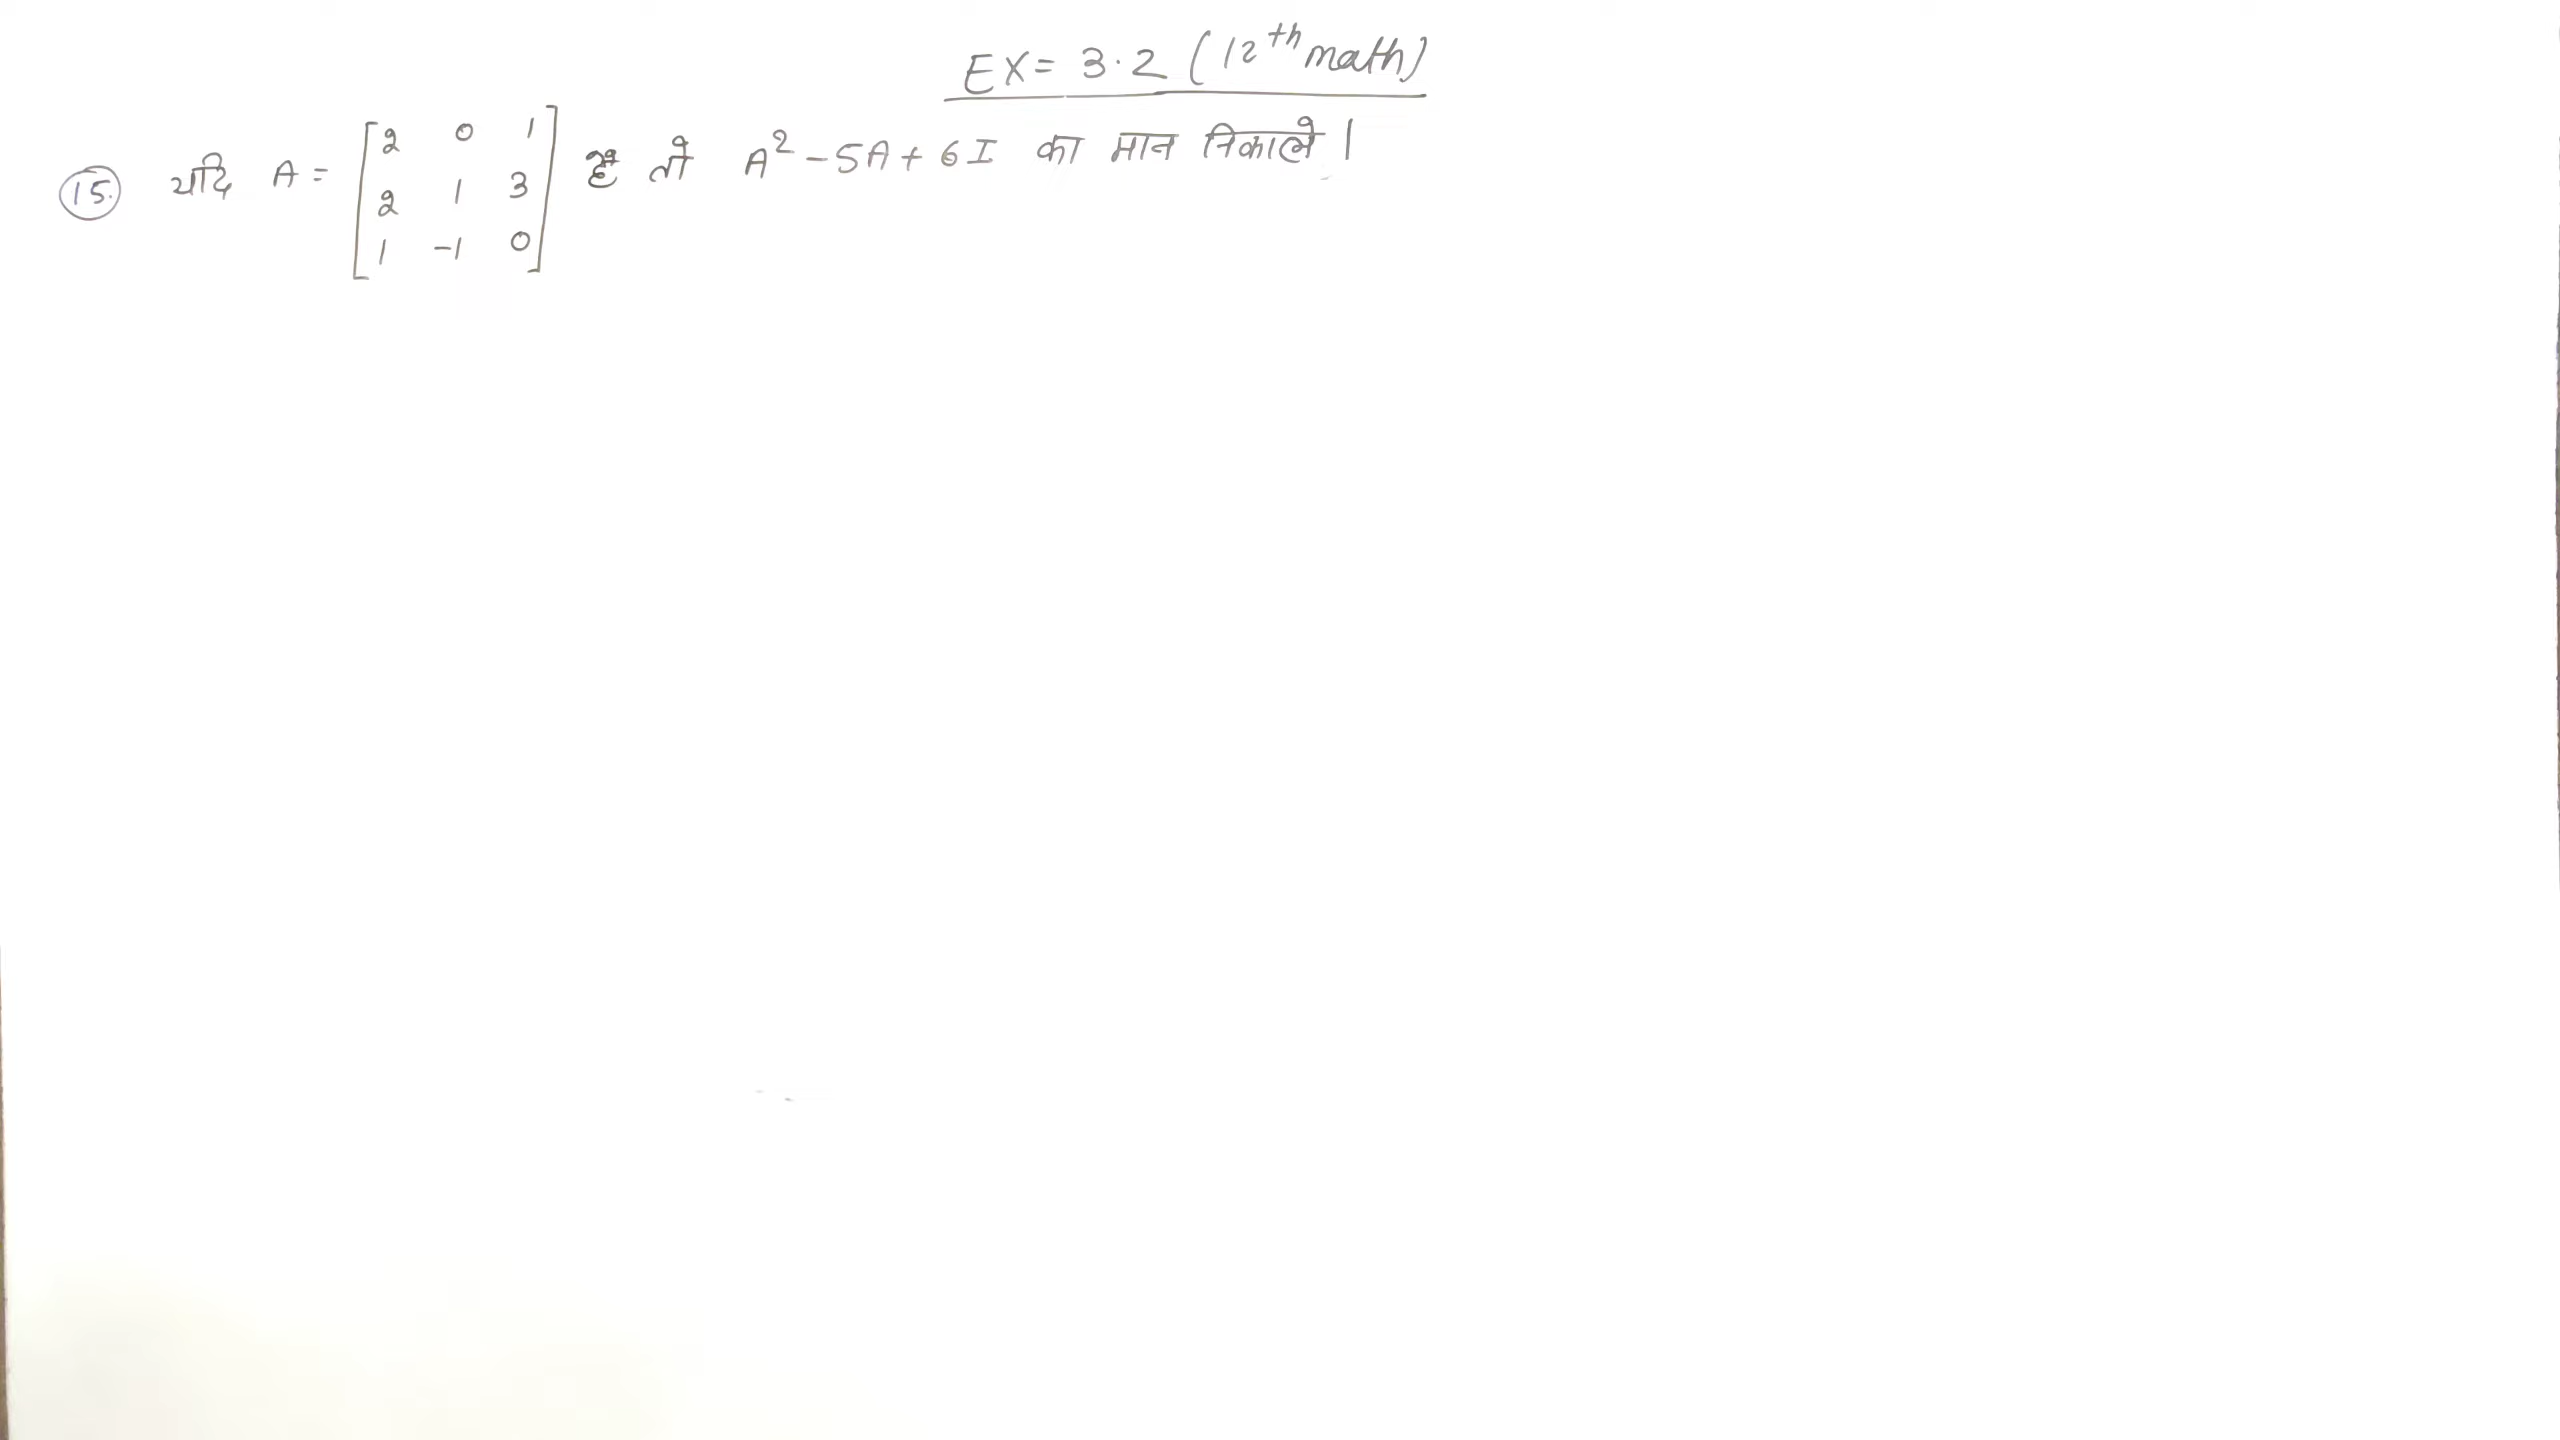 EX= 3.2 (12th math)
15. यदि A = [2 0 1
2 1 3
1 -1 0] है तो A² - 5A + 6I का मान निकाले।